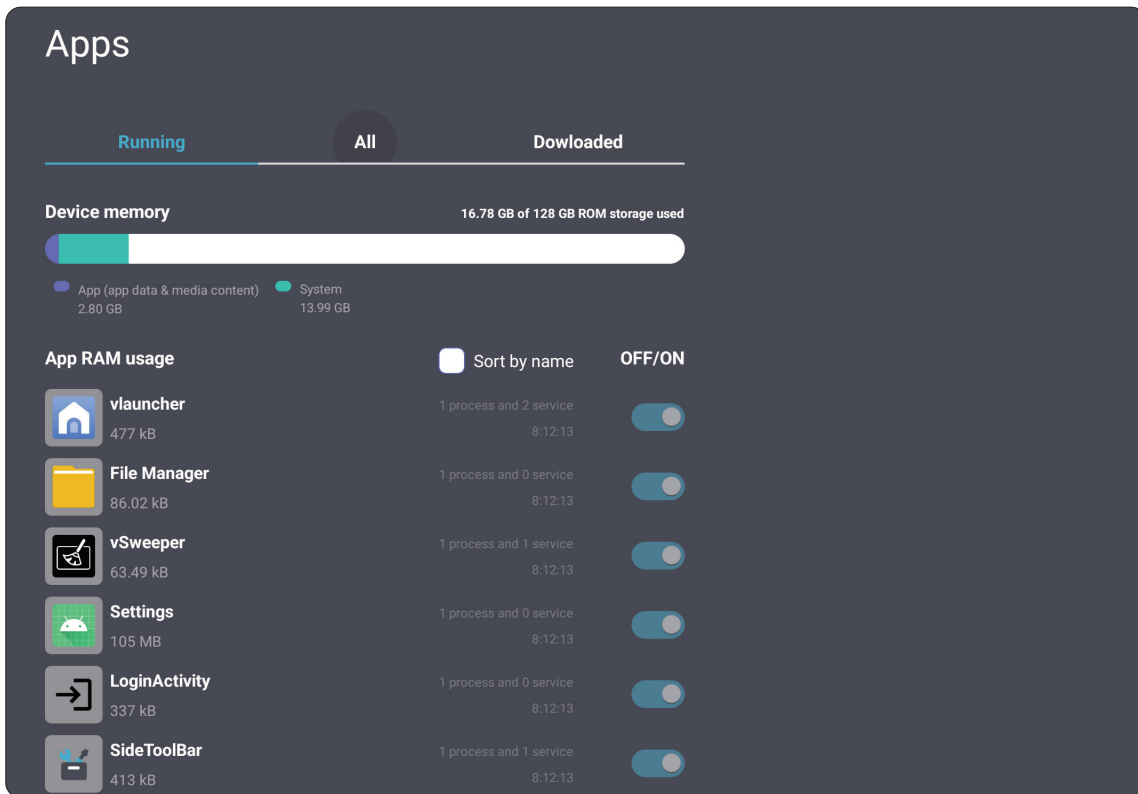 Apps
Running All Dowloaded
Device memory 16.78 GB of 128 GB ROM storage used
App (app data & media content) System
2.80 GB 13.99 GB
App RAM usage Sort by name OFF/ON
vlauncher 1 process and 2 service
477 kB 8:12:13
File Manager 1 process and 0 service
86.02 kB 8:12:13
vSweeper 1 process and 1 service
63.49 kB 8:12:13
Settings 1 process and 0 service
105 MB 8:12:13
LoginActivity 1 process and 0 service
337 kB 8:12:13
SideToolBar 1 process and 1 service
413 kB 8:12:13